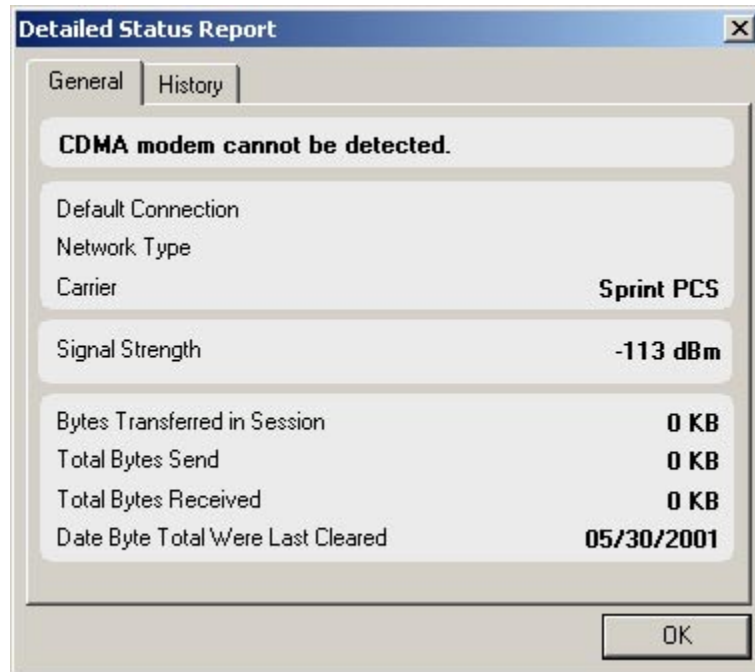 Detailed Status Report
General History
CDMA modem cannot be detected.
Default Connection
Network Type
Carrier Sprint PCS
Signal Strength -113 dBm
Bytes Transferred in Session 0 KB
Total Bytes Send 0 KB
Total Bytes Received 0 KB
Date Byte Total Were Last Cleared 05/30/2001
OK